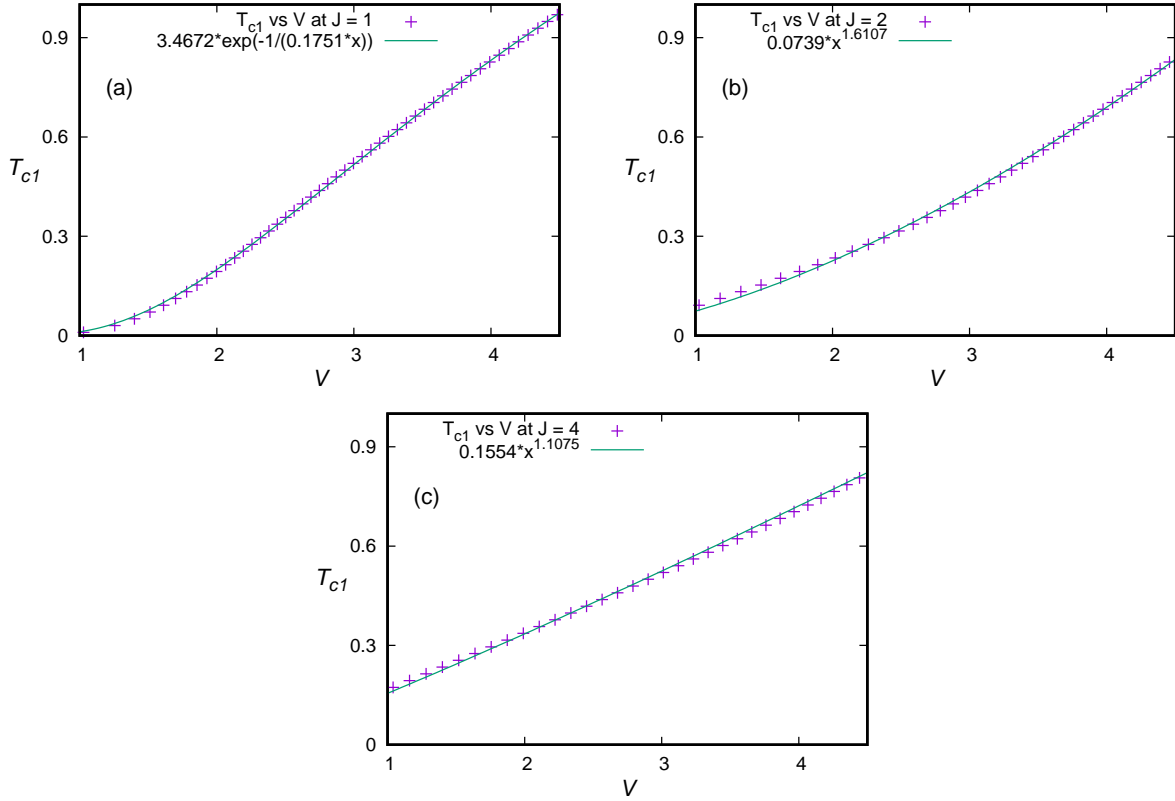 T_c1 vs V at J = 1
3.4672*exp(-1/(0.1751*x))
(a)
T_c1
0.9
0.6
0.3
0
1 2 3 4
V
T_c1 vs V at J = 2
0.0739*x^1.6107
(b)
T_c1
0.9
0.6
0.3
0
1 2 3 4
V
T_c1 vs V at J = 4
0.1554*x^1.1075
(c)
T_c1
0.9
0.6
0.3
0
1 2 3 4
V